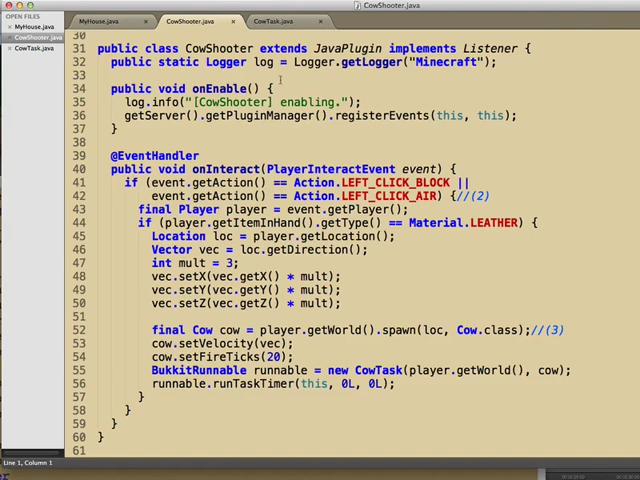 CowShooter.java
OPEN FILES
MyHouse.java
CowShooter.java
CowTask.java
MyHouse.java ×
CowShooter.java ×
CowTask.java ×
30
31 public class CowShooter extends JavaPlugin implements Listener {
32 public static Logger log = Logger.getLogger("Minecraft");
33
34 public void onEnable() {
35 log.info("[CowShooter] enabling.");
36 getServer().getPluginManager().registerEvents(this, this);
37 }
38
39 @EventHandler
40 public void onInteract(PlayerInteractEvent event) {
41 if (event.getAction() == Action.LEFT_CLICK_BLOCK ||
42 event.getAction() == Action.LEFT_CLICK_AIR) {//(2)
43 final Player player = event.getPlayer();
44 if (player.getItemInHand().getType() == Material.LEATHER) {
45 Location loc = player.getLocation();
46 Vector vec = loc.getDirection();
47 int mult = 3;
48 vec.setX(vec.getX() * mult);
49 vec.setY(vec.getY() * mult);
50 vec.setZ(vec.getZ() * mult);
51
52 final Cow cow = player.getWorld().spawn(loc, Cow.class);//(3)
53 cow.setVelocity(vec);
54 cow.setFireTicks(20);
55 BukkitRunnable runnable = new CowTask(player.getWorld(), cow);
56 runnable.runTaskTimer(this, 0L, 0L);
57 }
58 }
59 }
60 }
61
Line 1, Column 1